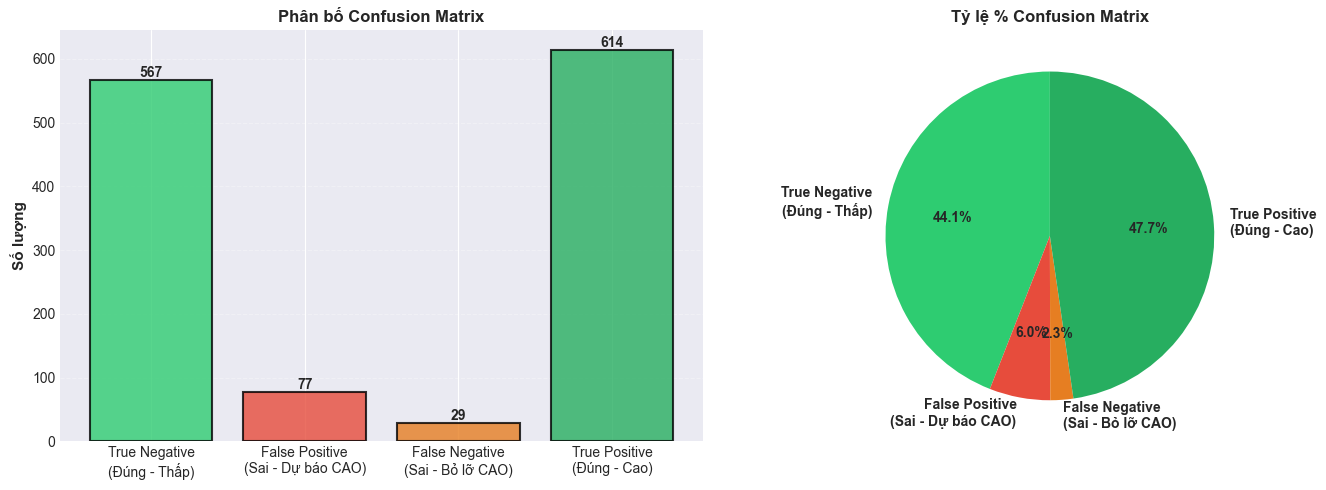 Phân bố Confusion Matrix
Số lượng
600
500
400
300
200
100
0
567
77
29
614
True Negative
(Đúng - Thấp)
False Positive
(Sai - Dự báo CAO)
False Negative
(Sai - Bỏ lỡ CAO)
True Positive
(Đúng - Cao)
Tỷ lệ % Confusion Matrix
True Negative
(Đúng - Thấp)
44.1%
47.7%
True Positive
(Đúng - Cao)
6.0%
2.3%
False Positive
(Sai - Dự báo CAO)
False Negative
(Sai - Bỏ lỡ CAO)